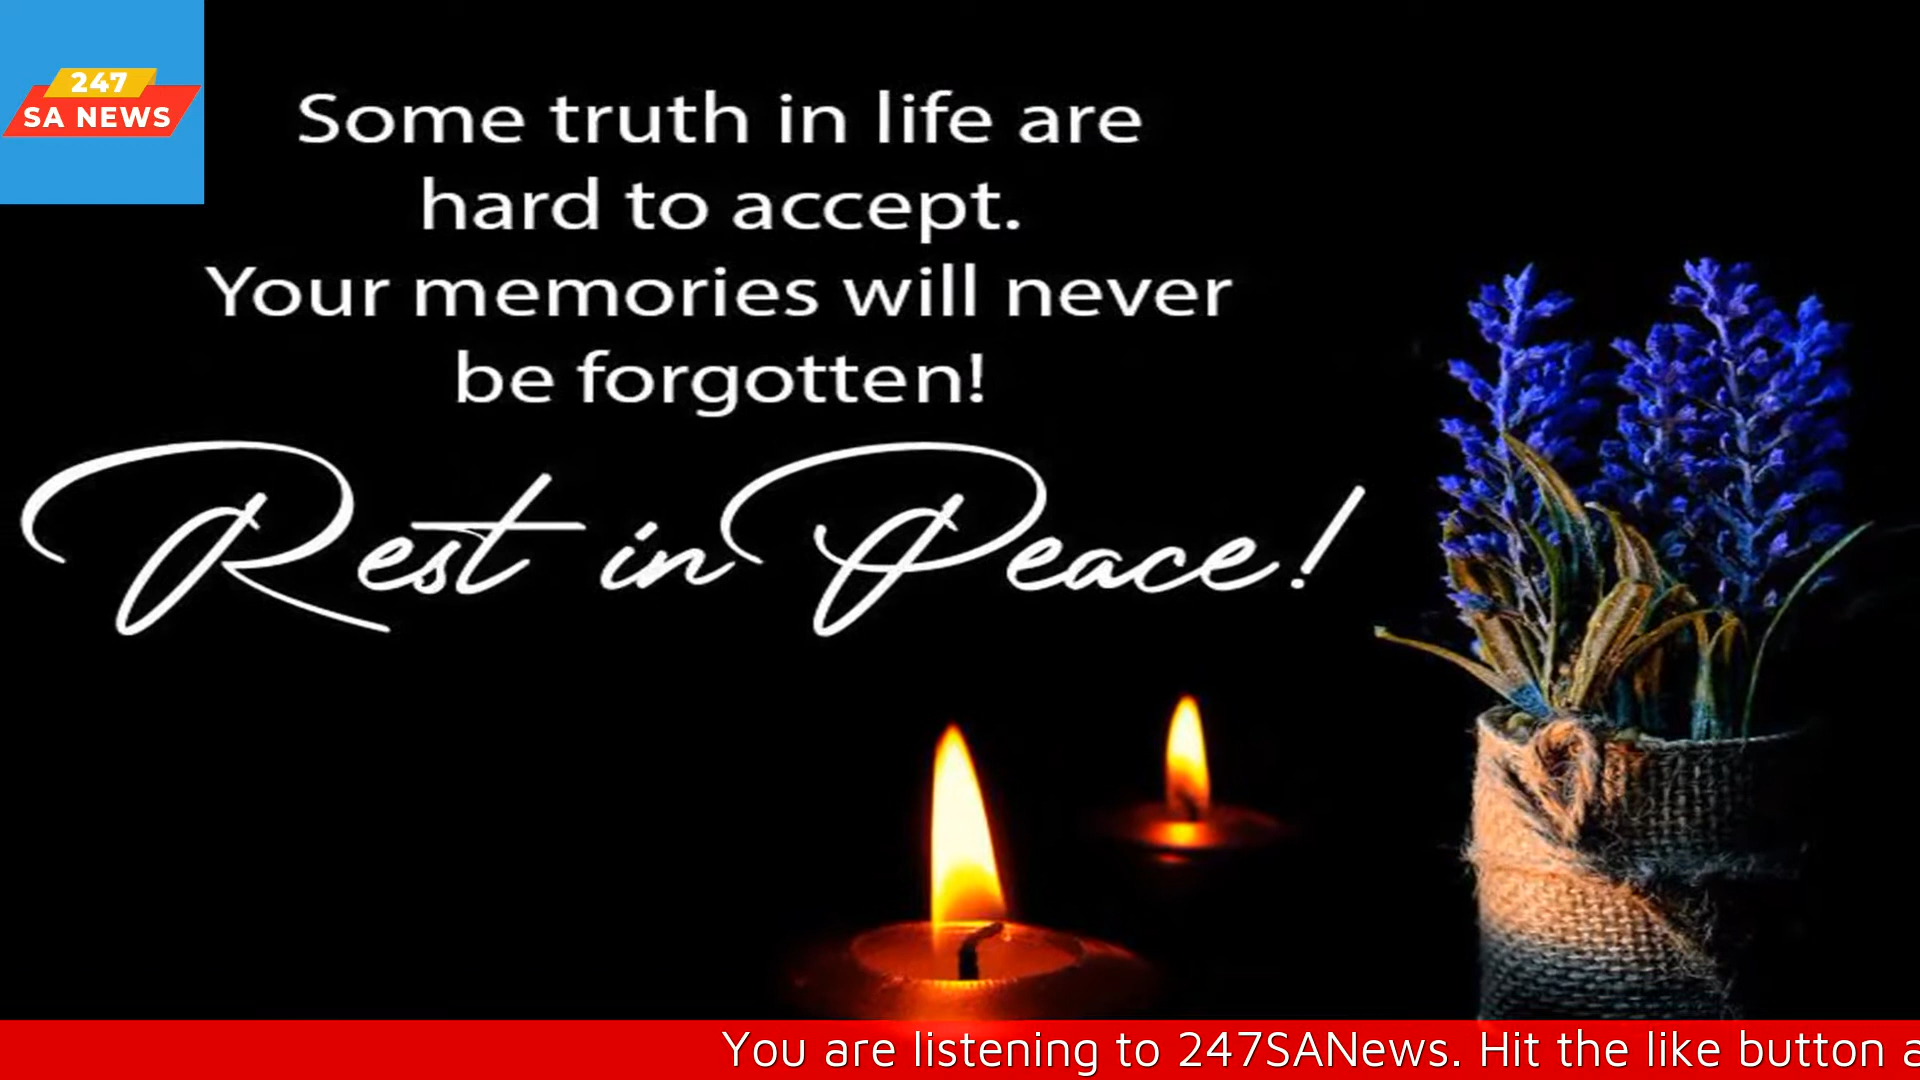 247
SA NEWS
Some truth in life are
hard to accept.
Your memories will never
be forgotten!
Rest in Peace!
You are listening to 247SANews. Hit the like button